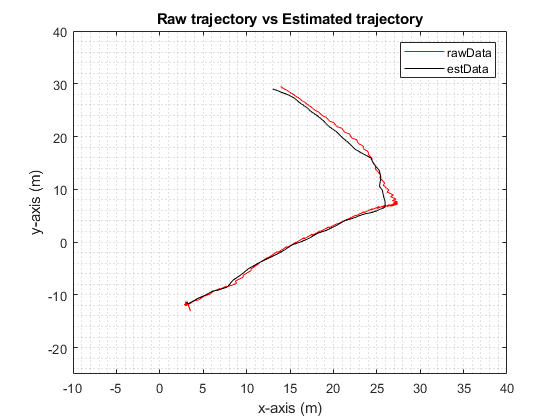 Raw trajectory vs Estimated trajectory
40
30
20
10
0
-10
-20
y-axis (m)
rawData
estData
-10 -5 0 5 10 15 20 25 30 35 40
x-axis (m)